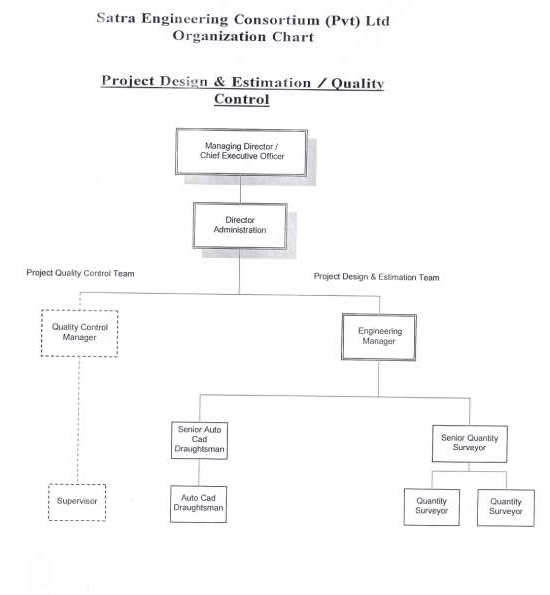 Satra Engineering Consortium (Pvt) Ltd
Organization Chart
Project Design & Estimation / Quality
Control
Managing Director /
Chief Executive Officer
Director
Administration
Project Quality Control Team
Project Design & Estimation Team
Quality Control
Manager
Engineering
Manager
Senior Auto
Cad
Draughtsman
Senior Quantity
Surveyor
Supervisor
Auto Cad
Draughtsman
Quantity
Surveyor
Quantity
Surveyor